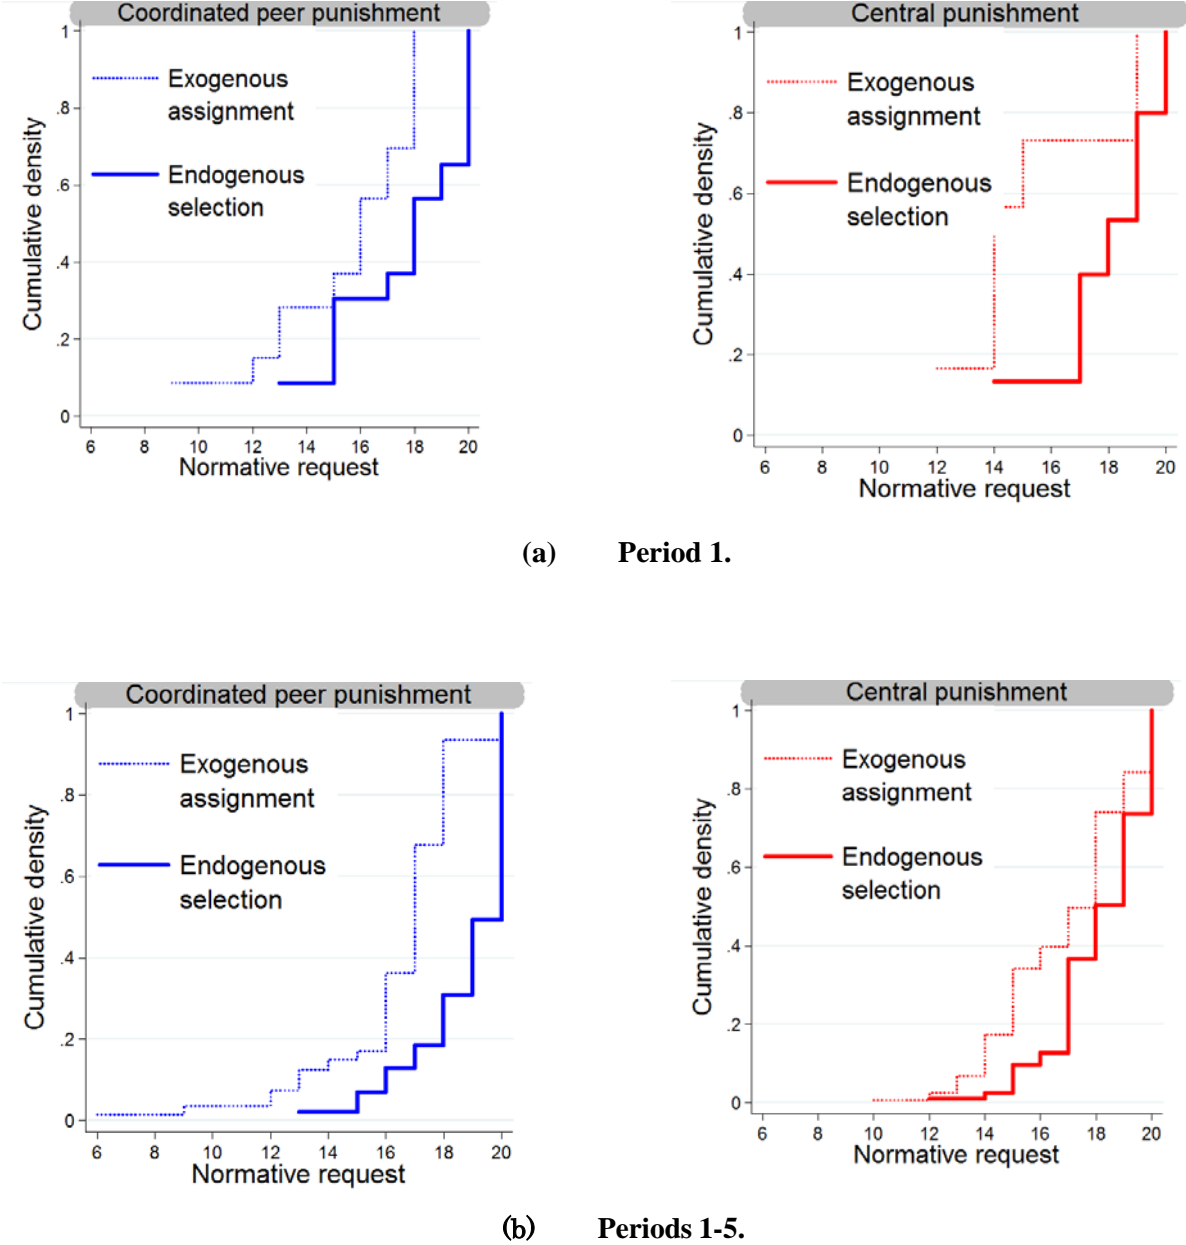 Coordinated peer punishment
Cumulative density
1
.8
.6
.4
.2
0
Exogenous
assignment
Endogenous
selection
6 8 10 12 14 16 18 20
Normative request
Central punishment
Cumulative density
1
.8
.6
.4
.2
0
Exogenous
assignment
Endogenous
selection
6 8 10 12 14 16 18 20
Normative request
(a) Period 1.
Coordinated peer punishment
Cumulative density
1
.8
.6
.4
.2
0
Exogenous
assignment
Endogenous
selection
6 8 10 12 14 16 18 20
Normative request
Central punishment
Cumulative density
1
.8
.6
.4
.2
0
Exogenous
assignment
Endogenous
selection
6 8 10 12 14 16 18 20
Normative request
(b) Periods 1-5.